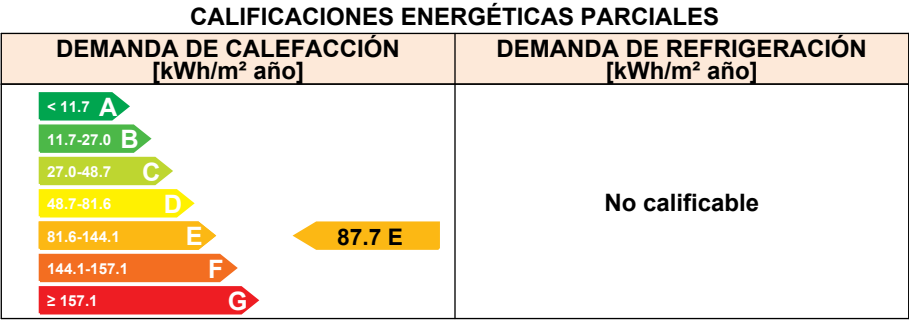 CALIFICACIONES ENERGÉTICAS PARCIALES
DEMANDA DE CALEFACCIÓN
[kWh/m² año]
DEMANDA DE REFRIGERACIÓN
[kWh/m² año]
< 11.7 A
11.7-27.0 B
27.0-48.7 C
48.7-81.6 D
81.6-144.1 E
87.7 E
144.1-157.1 F
≥ 157.1 G
No calificable